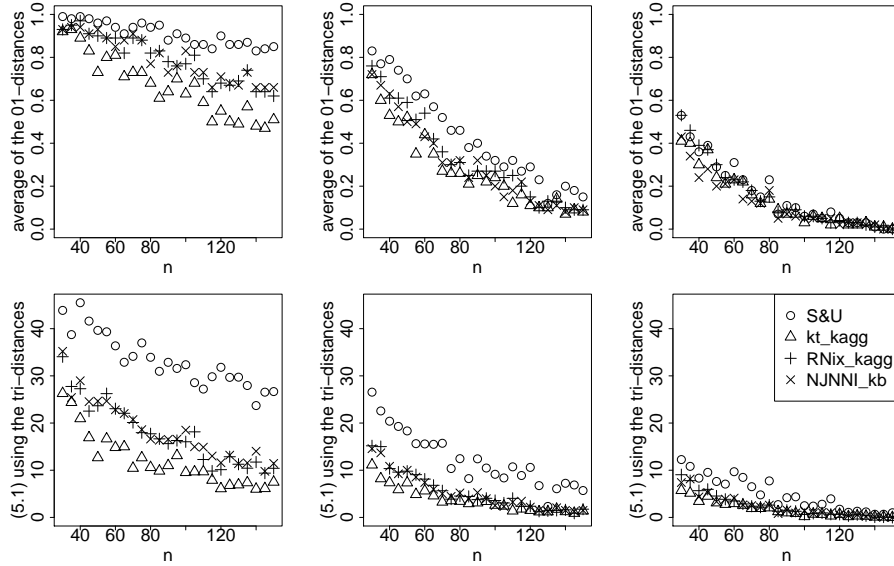 average of the 01−distances
0.0 0.2 0.4 0.6 0.8 1.0
40 60 80 120
n
average of the 01−distances
0.0 0.2 0.4 0.6 0.8 1.0
40 60 80 120
n
average of the 01−distances
0.0 0.2 0.4 0.6 0.8 1.0
40 60 80 120
n
(5.1) using the tri−distances
0 10 20 30 40
40 60 80 120
n
(5.1) using the tri−distances
0 10 20 30 40
40 60 80 120
n
(5.1) using the tri−distances
0 10 20 30 40
40 60 80 120
n
S&U
kt_kagg
RNix_kagg
NJNNI_kb